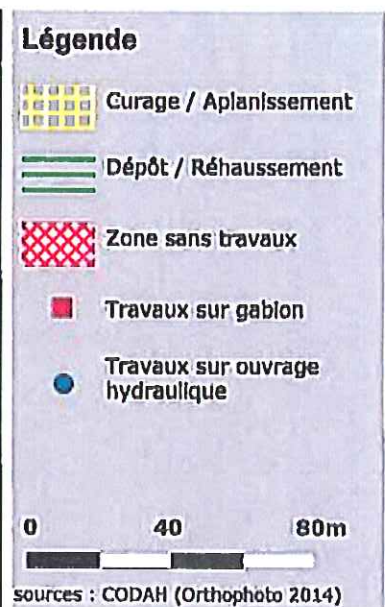 Légende
Curage / Aplanissement
Dépôt / Réhaussement
Zone sans travaux
Travaux sur gabion
Travaux sur ouvrage
hydraulique
0 40 80m
sources : CODAH (Orthophoto 2014)